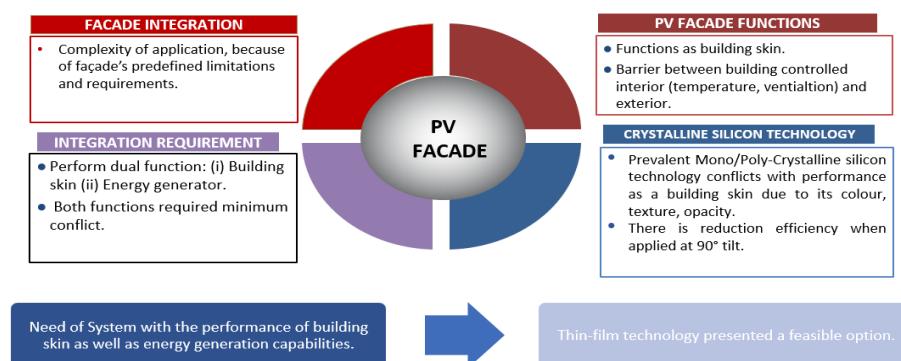 FACADE INTEGRATION
• Complexity of application, because
of façade's predefined limitations
and requirements.
PV FACADE FUNCTIONS
• Functions as building skin.
• Barrier between building controlled
interior (temperature, ventialtion) and
exterior.
PV
FACADE
INTEGRATION REQUIREMENT
• Perform dual function: (i) Building
skin (ii) Energy generator.
• Both functions required minimum
conflict.
CRYSTALLINE SILICON TECHNOLOGY
• Prevalent Mono/Poly-Crystalline silicon
technology conflicts with performance
as a building skin due to its colour,
texture, opacity.
• There is reduction efficiency when
applied at 90° tilt.
Need of System with the performance of building
skin as well as energy generation capabilities.
Thin-film technology presented a feasible option.